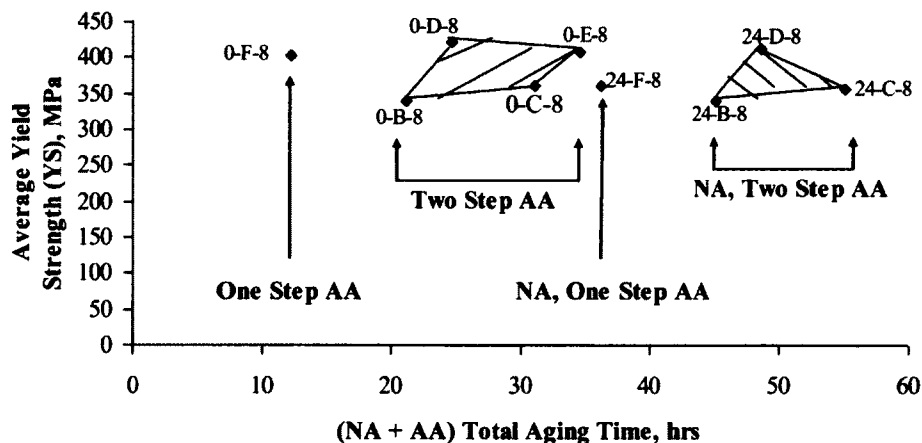 Average Yield
Strength (YS), MPa
450
400
350
300
250
200
150
100
50
0
0-D-8
0-E-8
24-D-8
0-F-8
0-B-8
0-C-8
24-F-8
24-B-8
24-C-8
Two Step AA
NA, Two Step AA
One Step AA
NA, One Step AA
0 10 20 30 40 50 60
(NA + AA) Total Aging Time, hrs